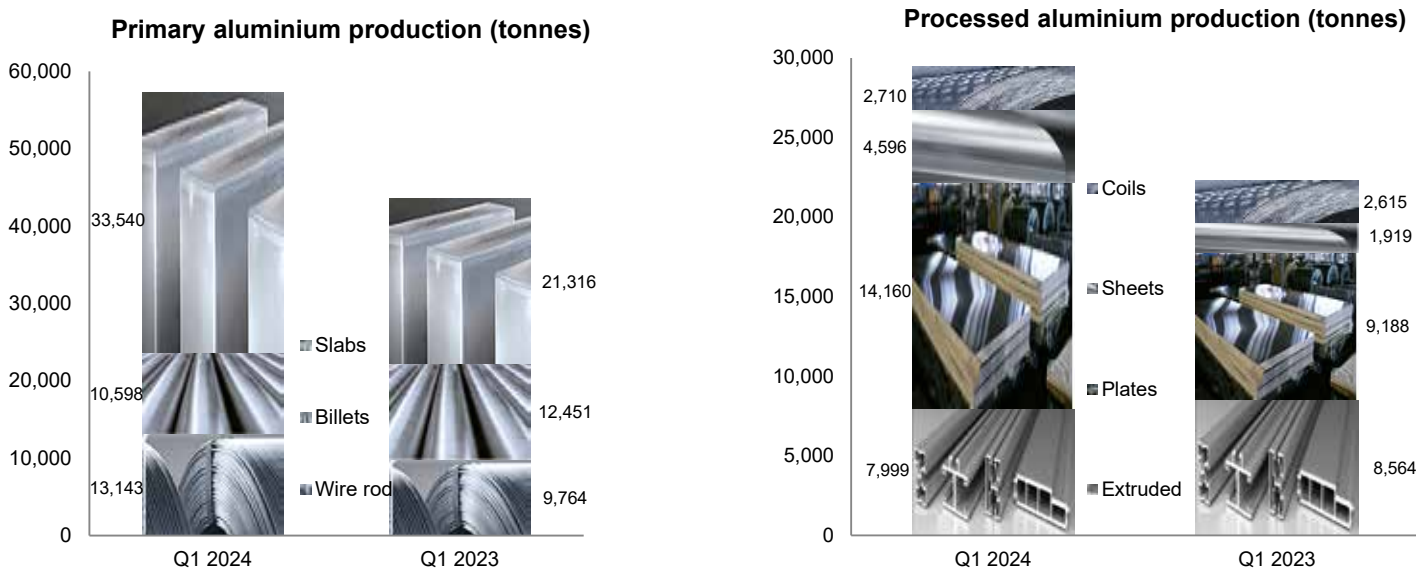 Primary aluminium production (tonnes)
60,000
50,000
40,000
30,000
20,000
10,000
0
33,540
10,598
13,143
21,316
12,451
9,764
Slabs
Billets
Wire rod
Q1 2024
Q1 2023
Processed aluminium production (tonnes)
30,000
25,000
20,000
15,000
10,000
5,000
0
2,710
4,596
14,160
7,999
Coils
Sheets
Plates
Extruded
2,615
1,919
9,188
8,564
Q1 2024
Q1 2023